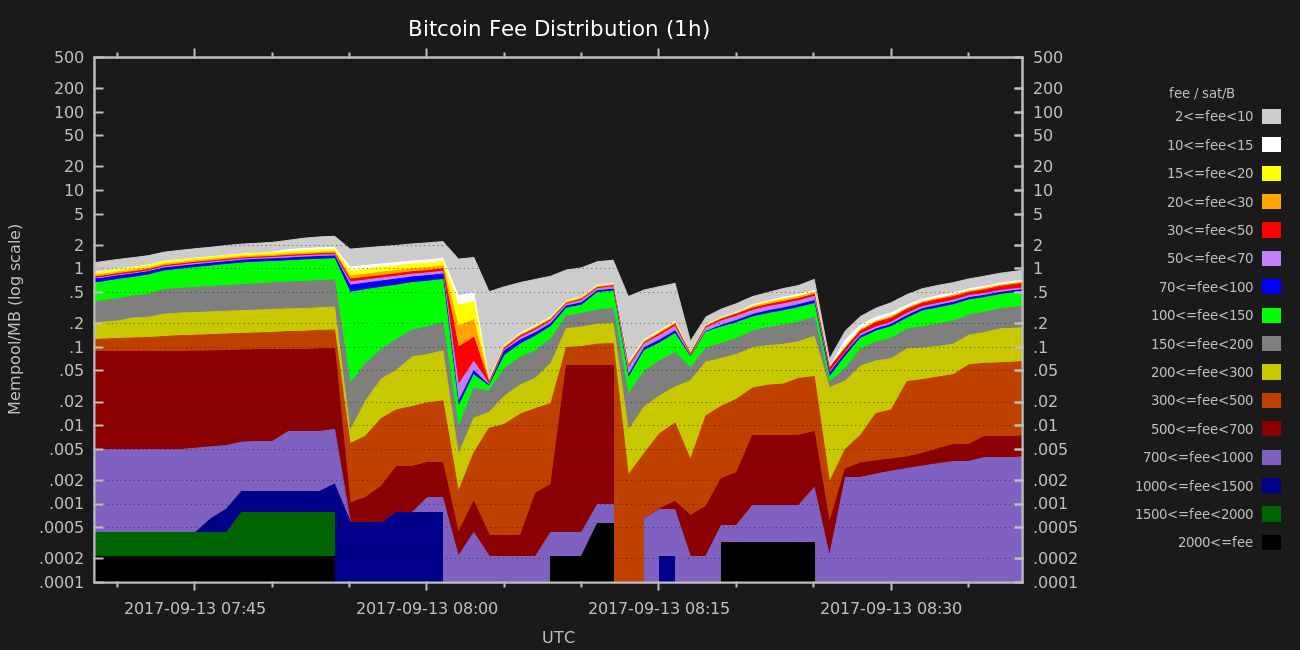 Bitcoin Fee Distribution (1h)
500 500
200 200
100 100
50 50
20 20
10 10
5 5
2 2
1 1
.5 .5
.2 .2
.1 .1
.05 .05
.02 .02
.01 .01
.005 .005
.002 .002
.001 .001
.0005 .0005
.0002 .0002
.0001 .0001
Mempool/MB (log scale)
2017-09-13 07:45 2017-09-13 08:00 2017-09-13 08:15 2017-09-13 08:30
UTC
fee / sat/B
2<=fee<10
10<=fee<15
15<=fee<20
20<=fee<30
30<=fee<50
50<=fee<70
70<=fee<100
100<=fee<150
150<=fee<200
200<=fee<300
300<=fee<500
500<=fee<700
700<=fee<1000
1000<=fee<1500
1500<=fee<2000
2000<=fee